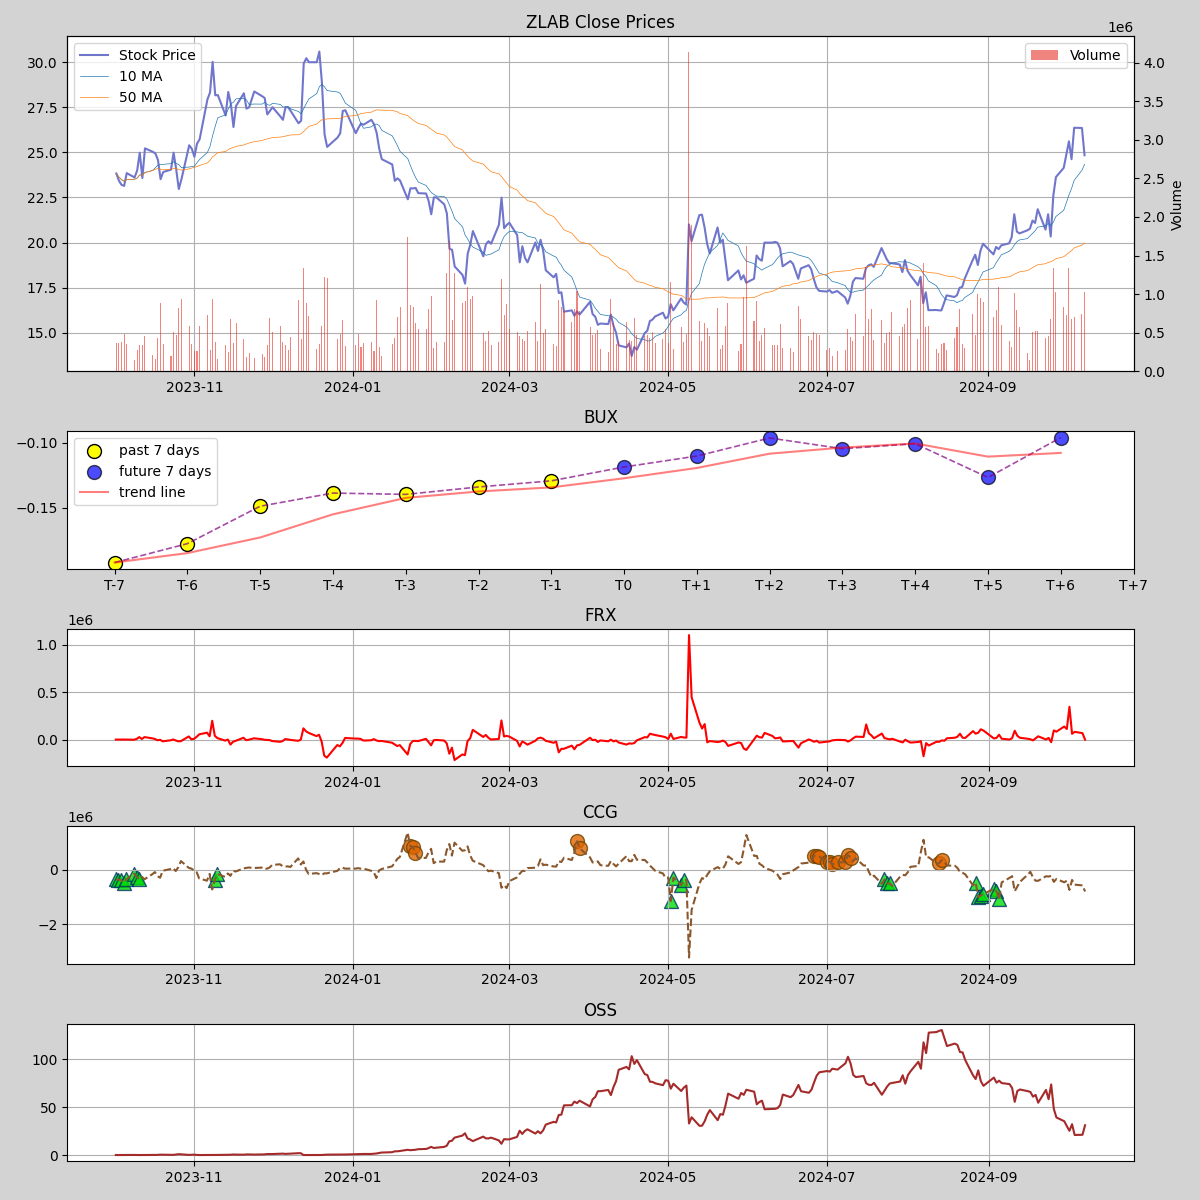 ZLAB Close Prices
1e6
Stock Price
10 MA
50 MA
Volume
30.0
27.5
25.0
22.5
20.0
17.5
15.0
4.0
3.5
3.0
2.5
2.0
1.5
1.0
0.5
0.0
Volume
2023-11 2024-01 2024-03 2024-05 2024-07 2024-09
BUX
past 7 days
future 7 days
trend line
−0.10
−0.15
T-7 T-6 T-5 T-4 T-3 T-2 T-1 T0 T+1 T+2 T+3 T+4 T+5 T+6 T+7
FRX
1e6
1.0
0.5
0.0
2023-11 2024-01 2024-03 2024-05 2024-07 2024-09
CCG
1e6
0
−2
2023-11 2024-01 2024-03 2024-05 2024-07 2024-09
OSS
100
50
0
2023-11 2024-01 2024-03 2024-05 2024-07 2024-09